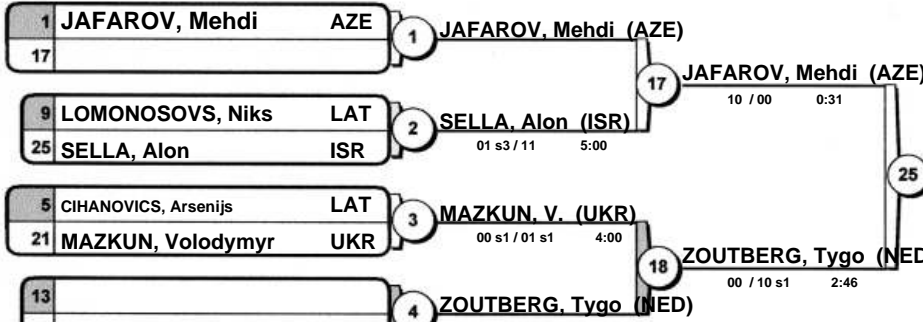 1 JAFAROV, Mehdi AZE
17
1 JAFAROV, Mehdi (AZE)
9 LOMONOSOVS, Niks LAT
25 SELLA, Alon ISR
2 SELLA, Alon (ISR)
01 s3 / 11 5:00
17 JAFAROV, Mehdi (AZE)
10 / 00 0:31
5 CIHANOVICS, Arsenijs LAT
21 MAZKUN, Volodymyr UKR
3 MAZKUN, V. (UKR)
00 s1 / 01 s1 4:00
13
4 ZOUTBERG, Tygo (NED)
18 ZOUTBERG, Tygo (NED
00 / 10 s1 2:46
25